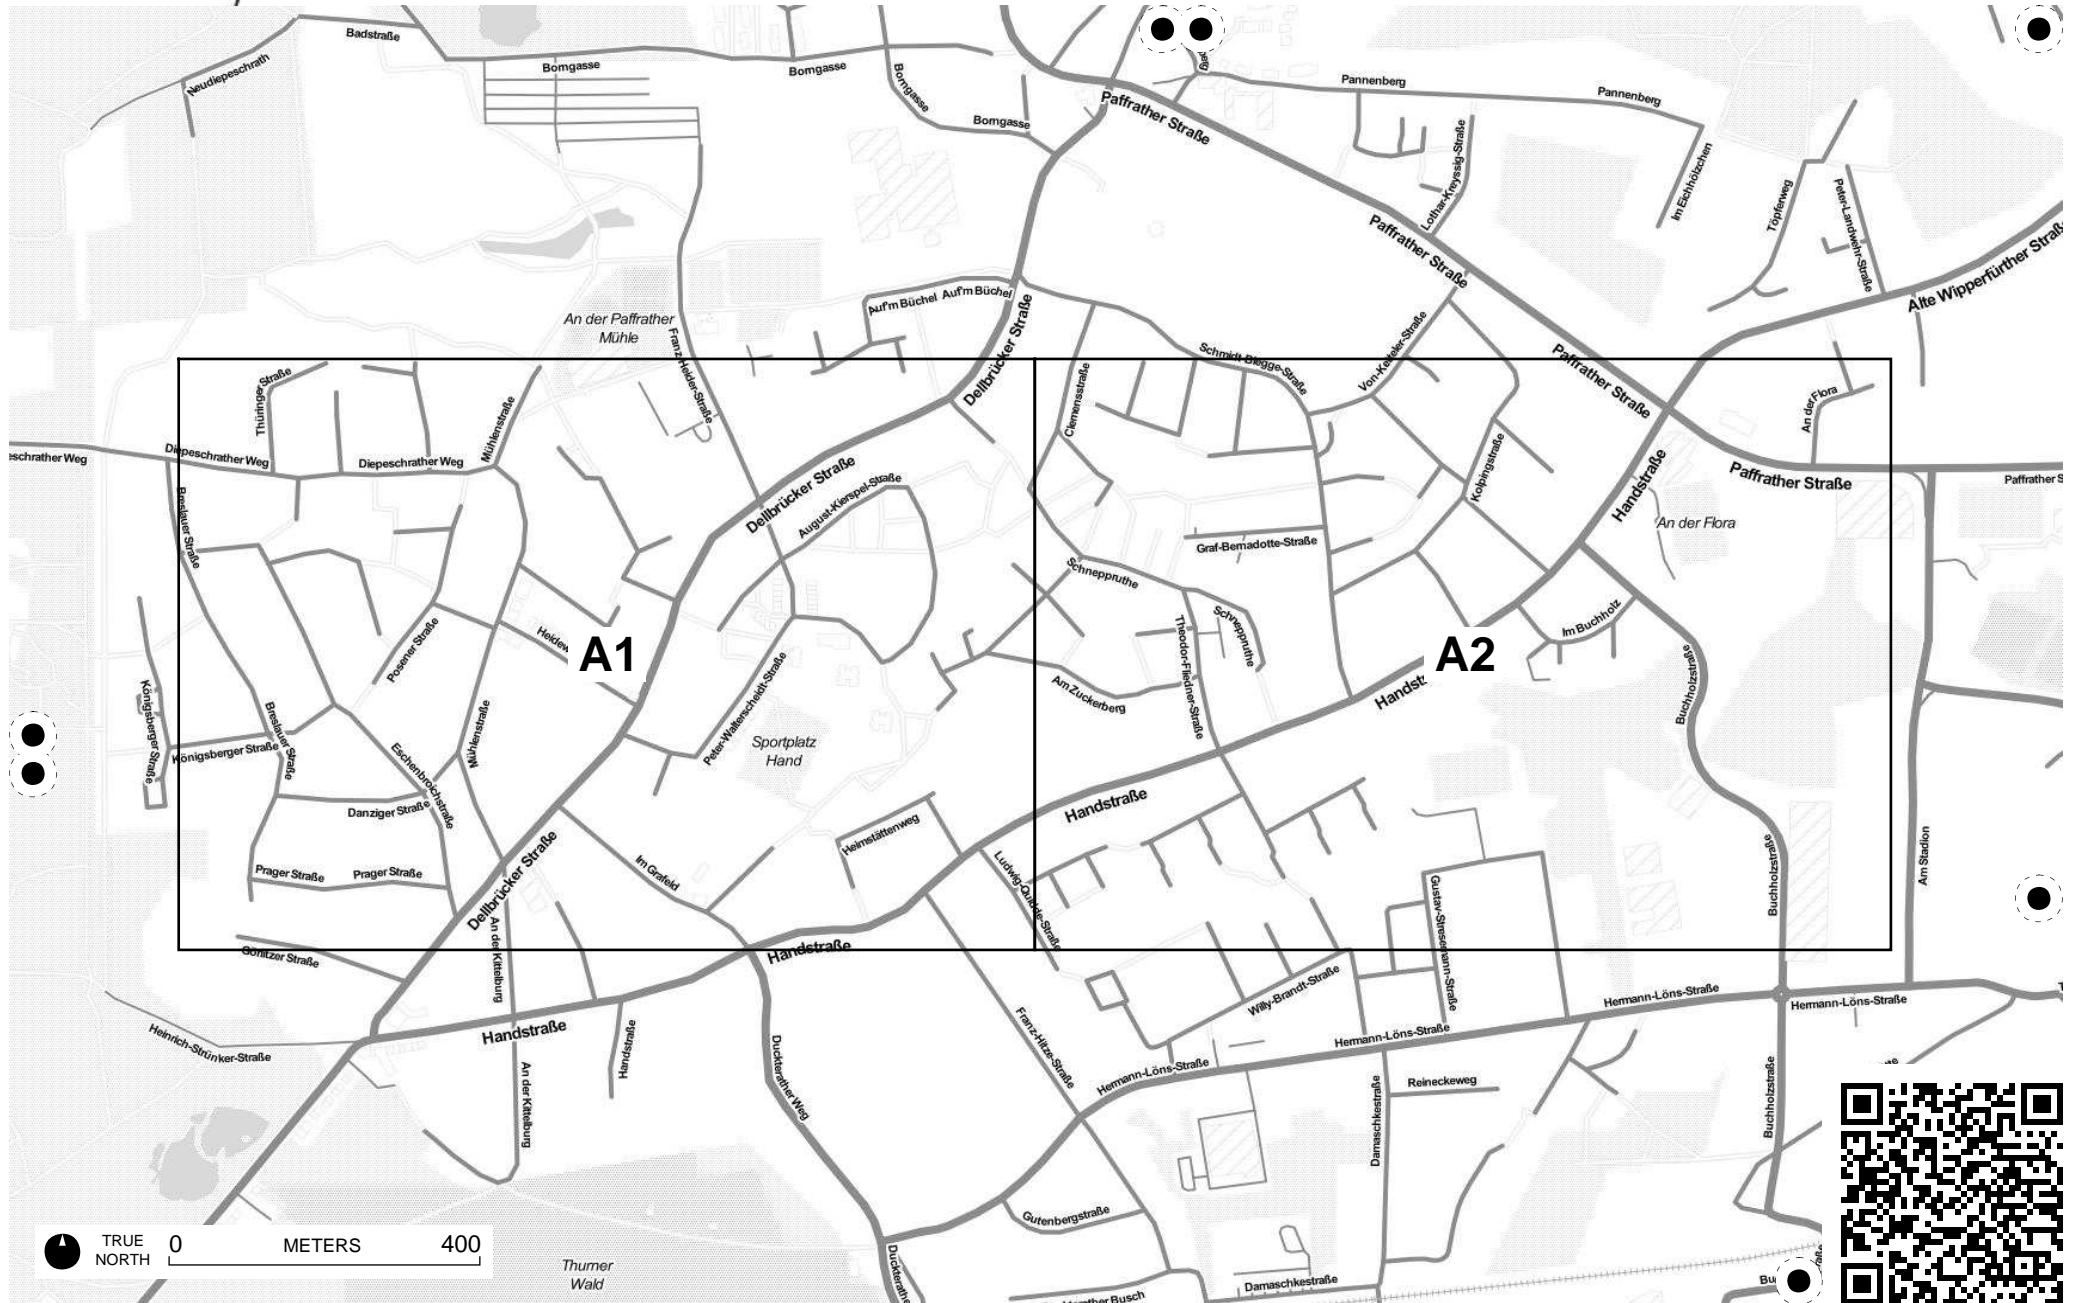 Badstraße
Neudiepeschrath
Borngasse
Borngasse
Borngasse
Borngasse
Paffrather Straße
Pannenberg
Pannenberg
Lothar-Kreyssig-Straße
Im Eichhölzchen
Töpferweg
Peter-Landwehr-Straße
Alte Wipperfürther Straße
Paffrather Straße
Auf'm Büchel
Auf'm Büchel
An der Paffrather
Mühle
Franz-Heider-Straße
Dellbrücker Straße
Schmidt-Blegge-Straße
Von-Ketteler-Straße
Paffrather Straße
Thüringer Straße
Mühlenstraße
Clemensstraße
An der Flora
Diepeschrather Weg
Diepeschrather Weg
Kolpingstraße
Handstraße
Paffrather Straße
Dellbrücker Straße
August-Kierspel-Straße
Breslauer Straße
An der Flora
Graf-Bernadotte-Straße
Schneppruthe
Schneppruthe
Im Buchholz
Posener Straße
A1
A2
Theodor-Fliedner-Straße
Peter-Walterscheidt-Straße
Am Zuckerberg
Buchholzstraße
Königsberger Straße
Königsberger Straße
Breslauer Straße
Mühlenstraße
Sportplatz
Hand
Eschenbroichstraße
Danziger Straße
Handstraße
Heimstättenweg
Im Grafeld
Ludwig-Quidde-Straße
Buchholzstraße
Am Stadion
Prager Straße
Prager Straße
Dellbrücker Straße
Gustav-Stresemann-Straße
An der Kittelburg
Görlitzer Straße
Handstraße
Willy-Brandt-Straße
Hermann-Löns-Straße
Hermann-Löns-Straße
Handstraße
Heinrich-Strünker-Straße
Handstraße
Franz-Hitze-Straße
Hermann-Löns-Straße
Hermann-Löns-Straße
An der Kittelburg
Duckterather Weg
Damaschkestraße
Reineckeweg
Buchholzstraße
Gutenbergstraße
TRUE
NORTH
0 METERS 400
Thurner
Wald
Damaschkestraße